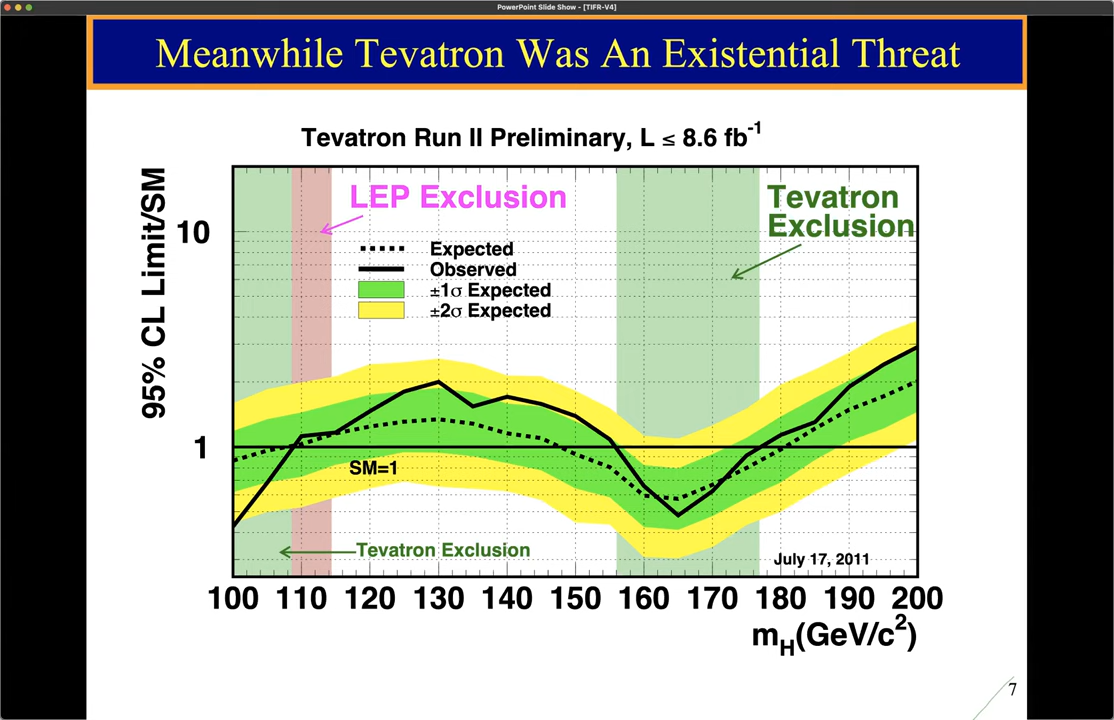 PowerPoint Slide Show - [TIFR-V4]
Meanwhile Tevatron Was An Existential Threat
Tevatron Run II Preliminary, L ≤ 8.6 fb⁻¹
95% CL Limit/SM
10
1
LEP Exclusion
Tevatron
Exclusion
Expected
Observed
±1σ Expected
±2σ Expected
SM=1
Tevatron Exclusion
July 17, 2011
100 110 120 130 140 150 160 170 180 190 200
m_H(GeV/c²)
7